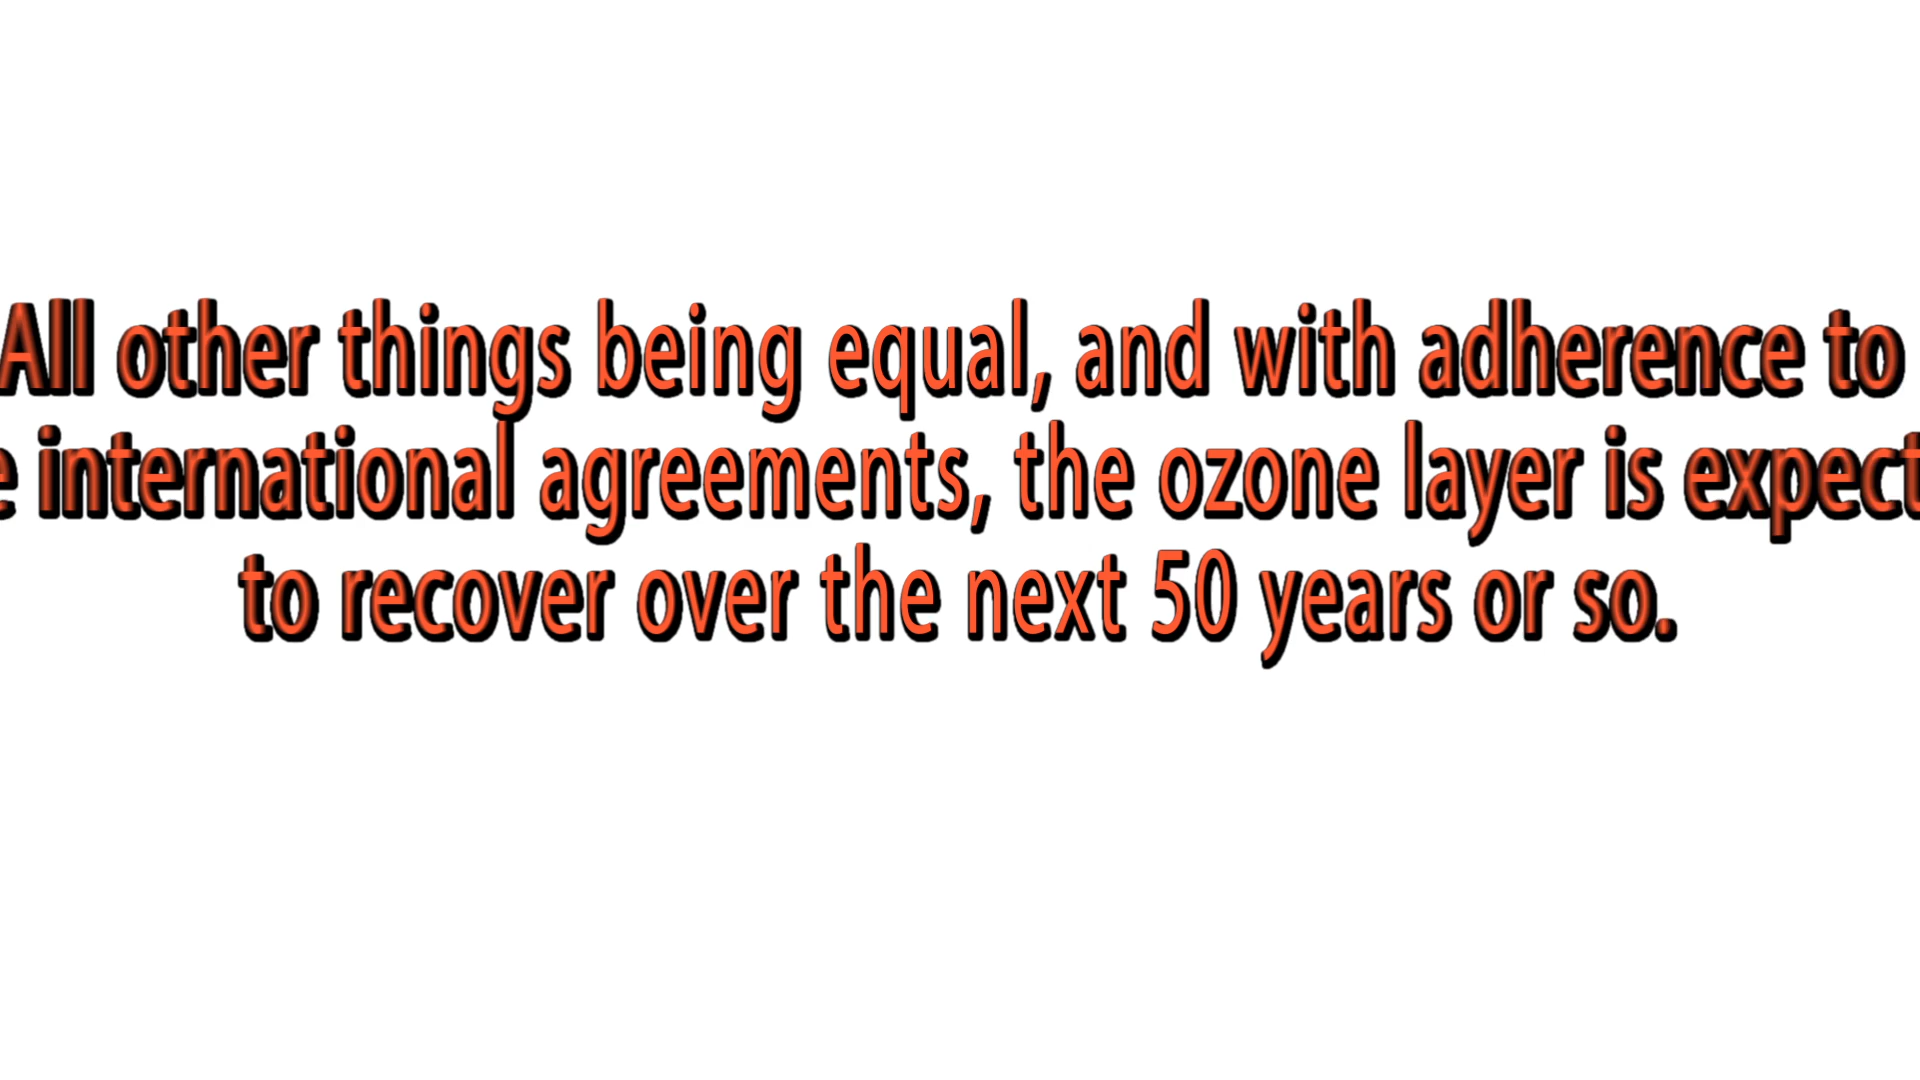 All other things being equal, and with adherence to
international agreements, the ozone layer is
to recover over the next 50 years or so.